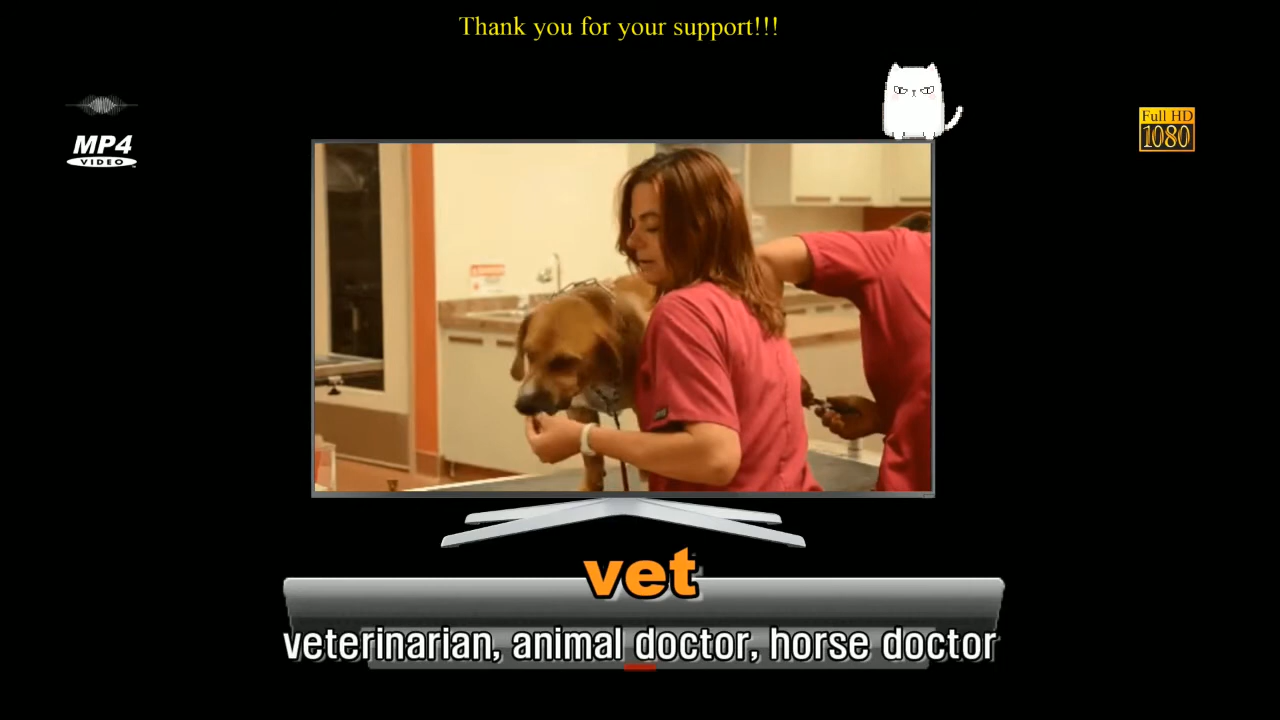 Thank you for your support!!!
MP4
VIDEO
Full HD
1080
vet
veterinarian, animal doctor, horse doctor